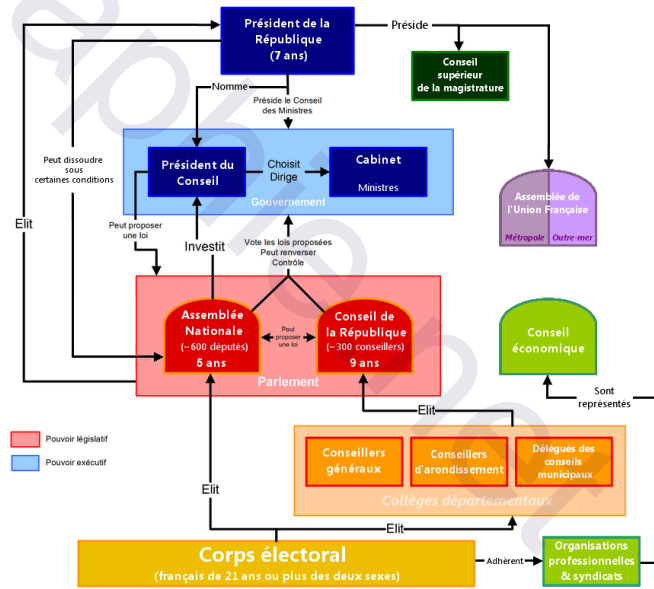 Président de la
République
(7 ans)
Préside
Conseil
supérieur
de la magistrature
Nomme
Préside le Conseil
des Ministres
Peut dissoudre
sous
certaines conditions
Elit
Président du
Conseil
Choisit
Dirige
Cabinet
Ministres
Gouvernement
Assemblée de
l'Union Française
Métropole
Outre-mer
Peut proposer
une loi
Investit
Vote les lois proposées
Peut renverser
Contrôle
Assemblée
Nationale
(~600 députés)
5 ans
Peut
proposer
une loi
Conseil de
la République
(~300 conseillers)
9 ans
Parlement
Conseil
économique
Sont
représentés
Elit
Pouvoir législatif
Pouvoir exécutif
Conseillers
généraux
Conseillers
d'arondissement
Délégués des
conseils
municipaux
Collèges départementaux
Elit
Elit
Corps électoral
(français de 21 ans ou plus des deux sexes)
Adhèrent
Organisations
professionnelles
& syndicats